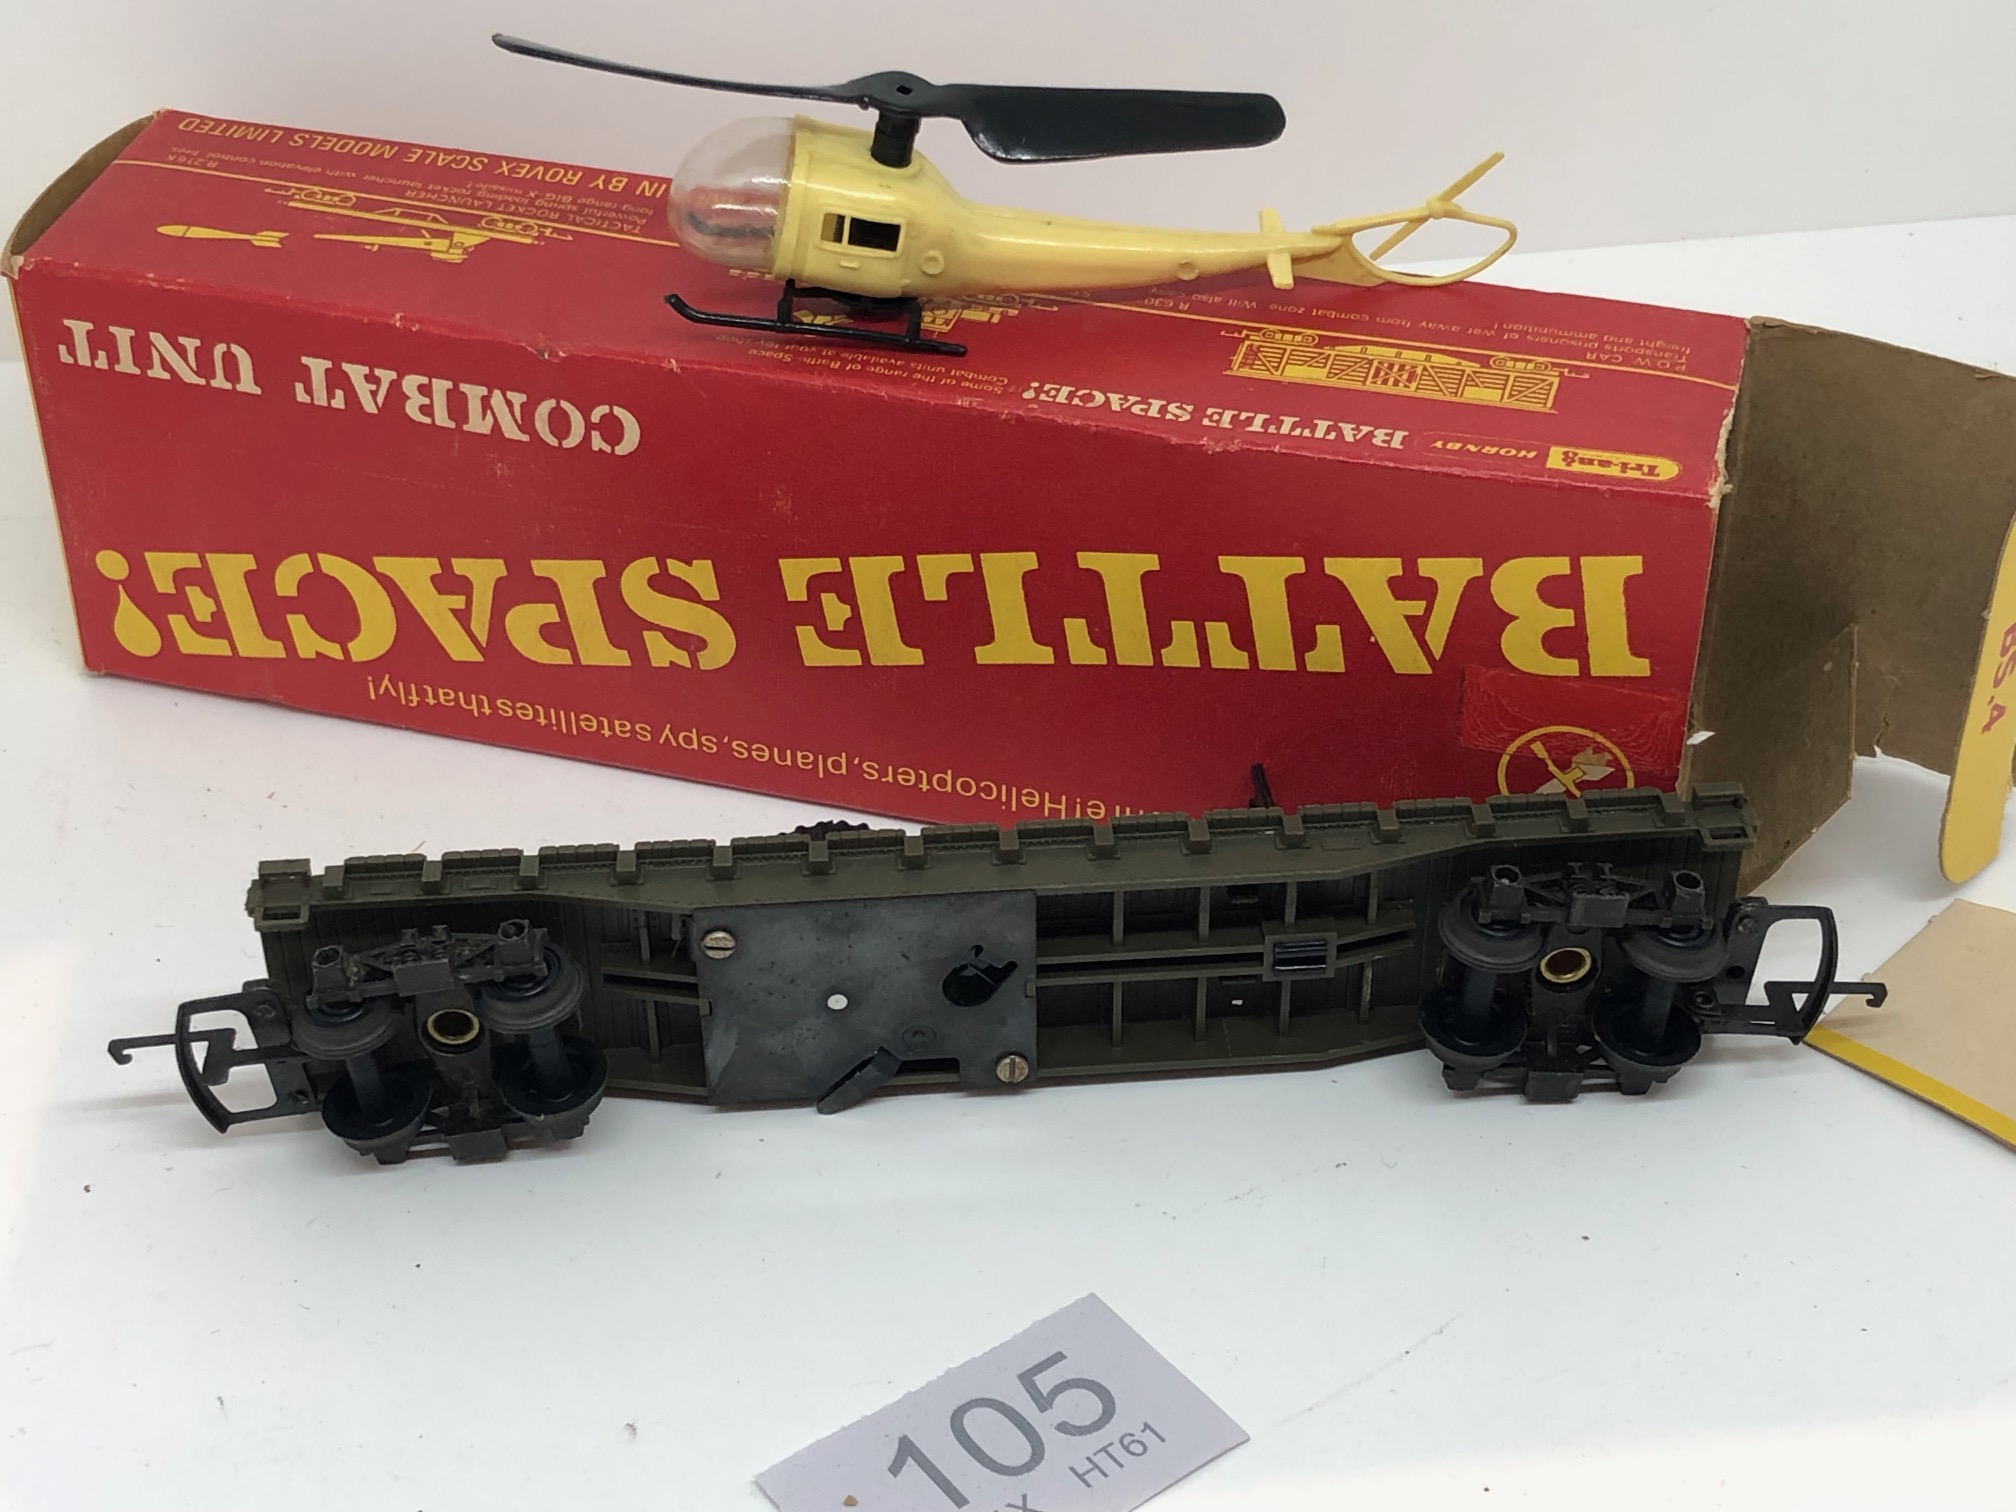 IN BY ROVEX SCALE MODELS LIMITED
R.216K
TACTICAL ROCKET LAUNCHER
Powerful spring loading rocket launcher with elevation control fires
long range BIG-X missile!
R 630
P.O.W. CAR
Transports prisoners of war away from combat zone. Will also carry
freight and ammunition!
Tri-ang HORNBY BATTLE SPACE!
Some of the range of Battle Space
Combat units available at your toy shop
COMBAT UNIT
BATTLE SPACE!
fire! Helicopters, planes, spy satellites that fly!
105
HT61